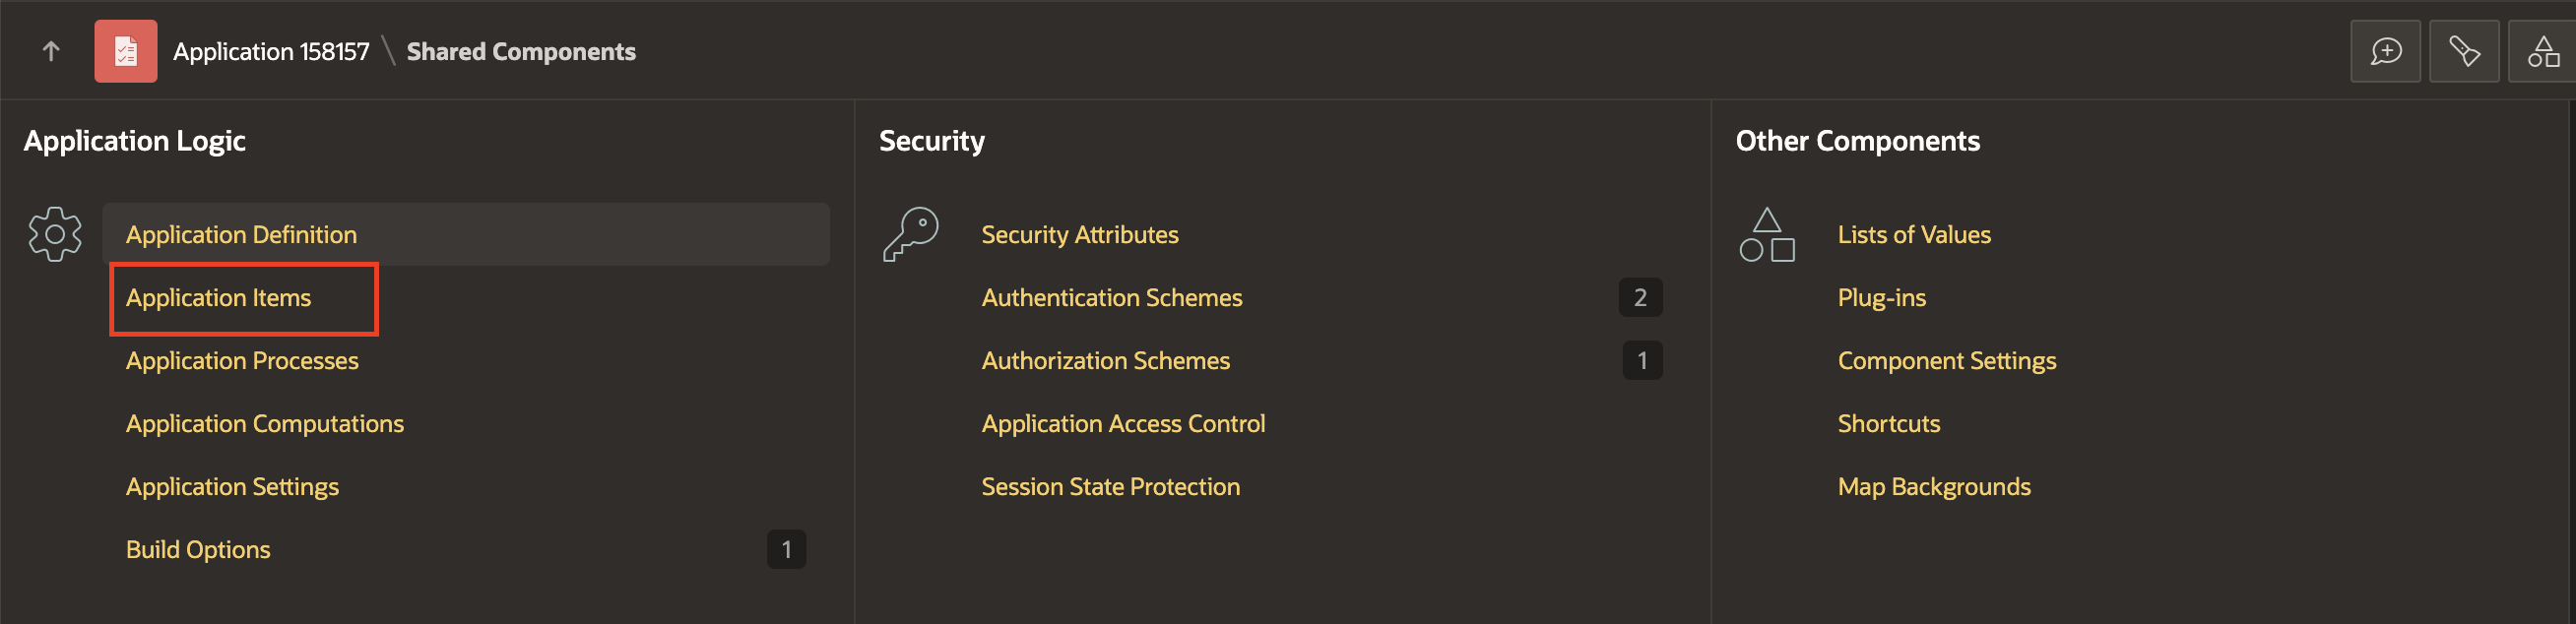 Application 158157 \ Shared Components
Application Logic
Application Definition
Application Items
Application Processes
Application Computations
Application Settings
Build Options 1
Security
Security Attributes
Authentication Schemes 2
Authorization Schemes 1
Application Access Control
Session State Protection
Other Components
Lists of Values
Plug-ins
Component Settings
Shortcuts
Map Backgrounds